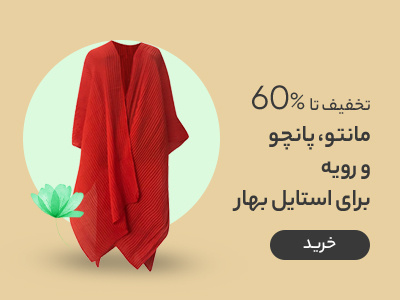 تخفیف تا 60%
مانتو، پانچو
و رویه
برای استایل بهار
خرید